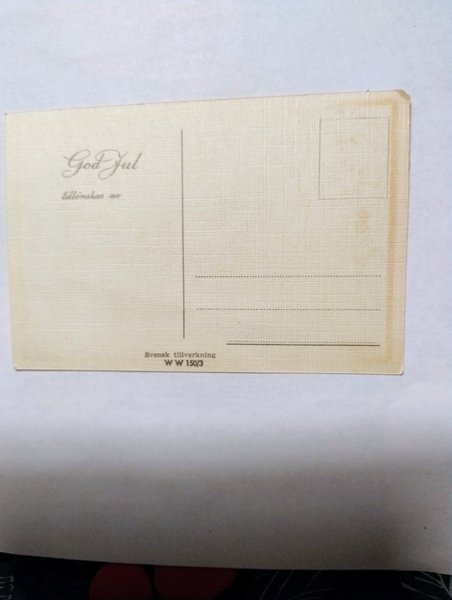 God Jul
tillönskas av
Svensk tillverkning
W W 150/3